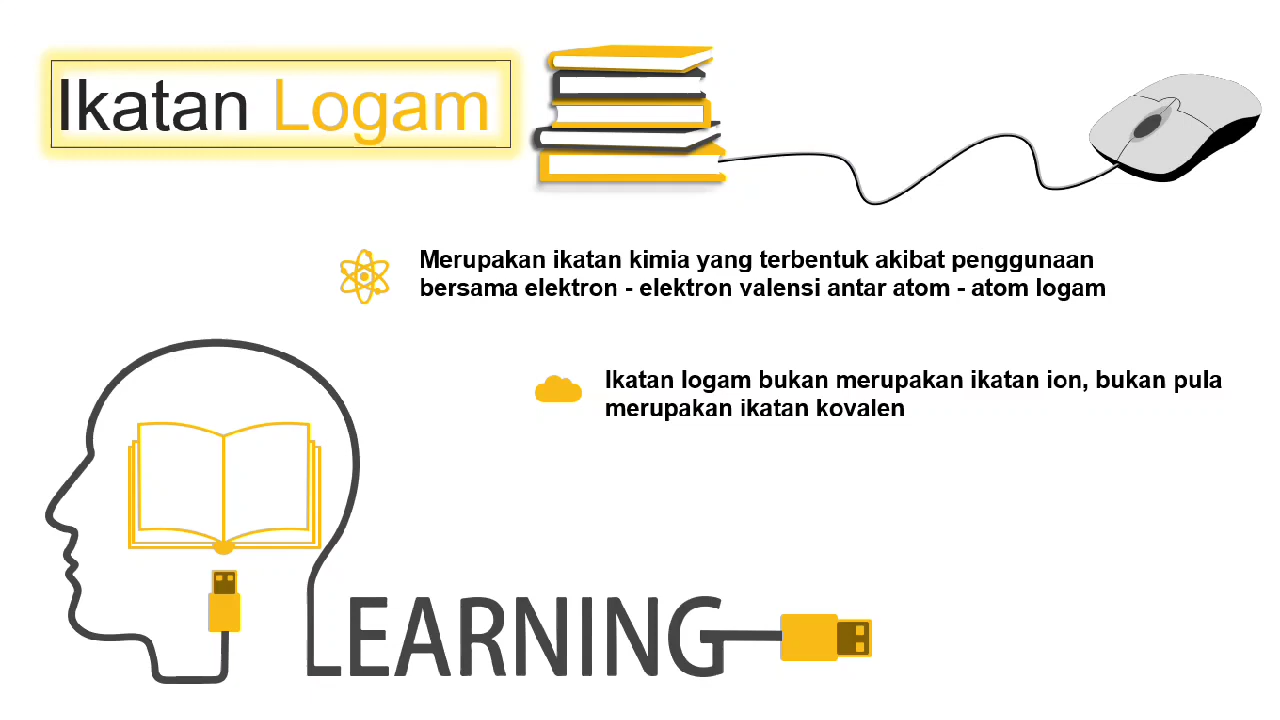 Ikatan Logam
Merupakan ikatan kimia yang terbentuk akibat penggunaan
bersama elektron - elektron valensi antar atom - atom logam
Ikatan logam bukan merupakan ikatan ion, bukan pula
merupakan ikatan kovalen
LEARNING